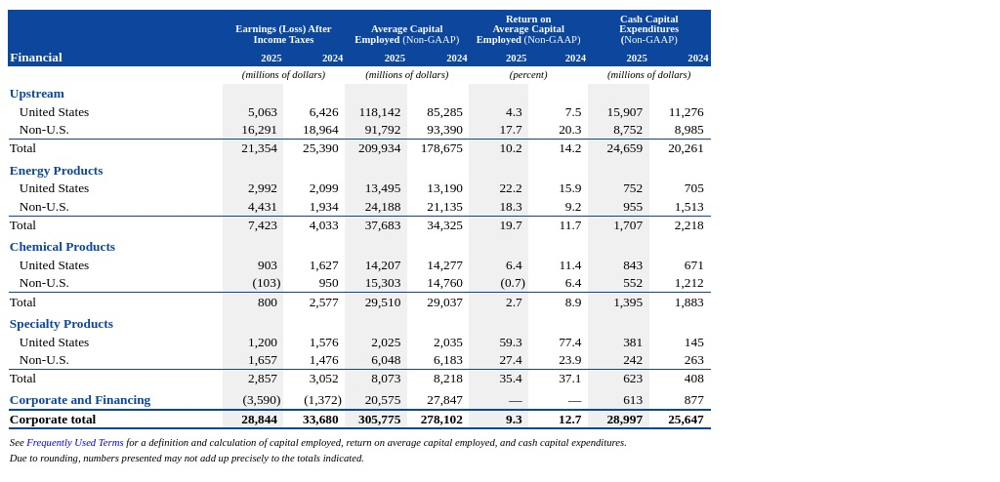 Financial
Earnings (Loss) After Income Taxes
Average Capital Employed (Non-GAAP)
Return on Average Capital Employed (Non-GAAP)
Cash Capital Expenditures (Non-GAAP)
2025 2024 2025 2024 2025 2024 2025 2024
(millions of dollars) (millions of dollars) (percent) (millions of dollars)
Upstream
United States 5,063 6,426 118,142 85,285 4.3 7.5 15,907 11,276
Non-U.S. 16,291 18,964 91,792 93,390 17.7 20.3 8,752 8,985
Total 21,354 25,390 209,934 178,675 10.2 14.2 24,659 20,261
Energy Products
United States 2,992 2,099 13,495 13,190 22.2 15.9 752 705
Non-U.S. 4,431 1,934 24,188 21,135 18.3 9.2 955 1,513
Total 7,423 4,033 37,683 34,325 19.7 11.7 1,707 2,218
Chemical Products
United States 903 1,627 14,207 14,277 6.4 11.4 843 671
Non-U.S. (103) 950 15,303 14,760 (0.7) 6.4 552 1,212
Total 800 2,577 29,510 29,037 2.7 8.9 1,395 1,883
Specialty Products
United States 1,200 1,576 2,025 2,035 59.3 77.4 381 145
Non-U.S. 1,657 1,476 6,048 6,183 27.4 23.9 242 263
Total 2,857 3,052 8,073 8,218 35.4 37.1 623 408
Corporate and Financing (3,590) (1,372) 20,575 27,847 — — 613 877
Corporate total 28,844 33,680 305,775 278,102 9.3 12.7 28,997 25,647
See Frequently Used Terms for a definition and calculation of capital employed, return on average capital employed, and cash capital expenditures.
Due to rounding, numbers presented may not add up precisely to the totals indicated.